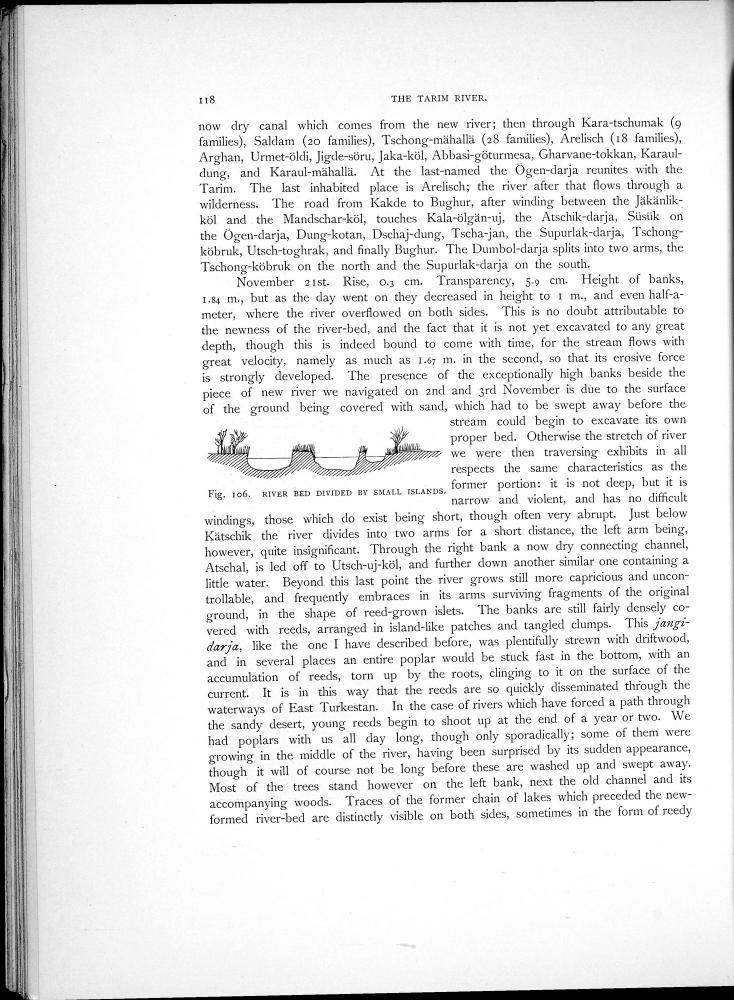 118
THE TARIM RIVER.
now dry canal which comes from the new river; then through Kara-tschumak (9
families), Saldam (20 families), Tschong-mähallä (28 families), Arelisch (18 families),
Arghan, Urmet-öldi, Jigde-söru, Jaka-köl, Abbasi-göturmesa, Gharvane-tokkan, Karaul-
dung, and Karaul-mähallä. At the last-named the Ögen-darja reunites with the
Tarim. The last inhabited place is Arelisch; the river after that flows through a
wilderness. The road from Kakde to Bughur, after winding between the Jäkänlik-
köl and the Mandschar-köl, touches Kala-ölgän-uj, the Atschik-darja, Süsük on
the Ögen-darja, Dung-kotan, Dschaj-dung, Tscha-jan, the Supurlak-darja, Tschong-
köbruk, Utsch-toghrak, and finally Bughur. The Dumbol-darja splits into two arms, the
Tschong-köbruk on the north and the Supurlak-darja on the south.
November 21st. Rise, 0.3 cm. Transparency, 5.9 cm. Height of banks,
1.84 m., but as the day went on they decreased in height to 1 m., and even half-a-
meter, where the river overflowed on both sides. This is no doubt attributable to
the newness of the river-bed, and the fact that it is not yet excavated to any great
depth, though this is indeed bound to come with time, for the stream flows with
great velocity, namely as much as 1.67 m. in the second, so that its erosive force
is strongly developed. The presence of the exceptionally high banks beside the
piece of new river we navigated on 2nd and 3rd November is due to the surface
of the ground being covered with sand, which had to be swept away before the
stream could begin to excavate its own
proper bed. Otherwise the stretch of river
we were then traversing exhibits in all
respects the same characteristics as the
former portion: it is not deep, but it is
narrow and violent, and has no difficult
Fig. 106. RIVER BED DIVIDED BY SMALL ISLANDS.
windings, those which do exist being short, though often very abrupt. Just below
Kätschik the river divides into two arms for a short distance, the left arm being,
however, quite insignificant. Through the right bank a now dry connecting channel,
Atschal, is led off to Utsch-uj-köl, and further down another similar one containing a
little water. Beyond this last point the river grows still more capricious and uncon-
trollable, and frequently embraces in its arms surviving fragments of the original
ground, in the shape of reed-grown islets. The banks are still fairly densely co-
vered with reeds, arranged in island-like patches and tangled clumps. This jangi-
darja, like the one I have described before, was plentifully strewn with driftwood,
and in several places an entire poplar would be stuck fast in the bottom, with an
accumulation of reeds, torn up by the roots, clinging to it on the surface of the
current. It is in this way that the reeds are so quickly disseminated through the
waterways of East Turkestan. In the case of rivers which have forced a path through
the sandy desert, young reeds begin to shoot up at the end of a year or two. We
had poplars with us all day long, though only sporadically; some of them were
growing in the middle of the river, having been surprised by its sudden appearance,
though it will of course not be long before these are washed up and swept away.
Most of the trees stand however on the left bank, next the old channel and its
accompanying woods. Traces of the former chain of lakes which preceded the new-
formed river-bed are distinctly visible on both sides, sometimes in the form of reedy